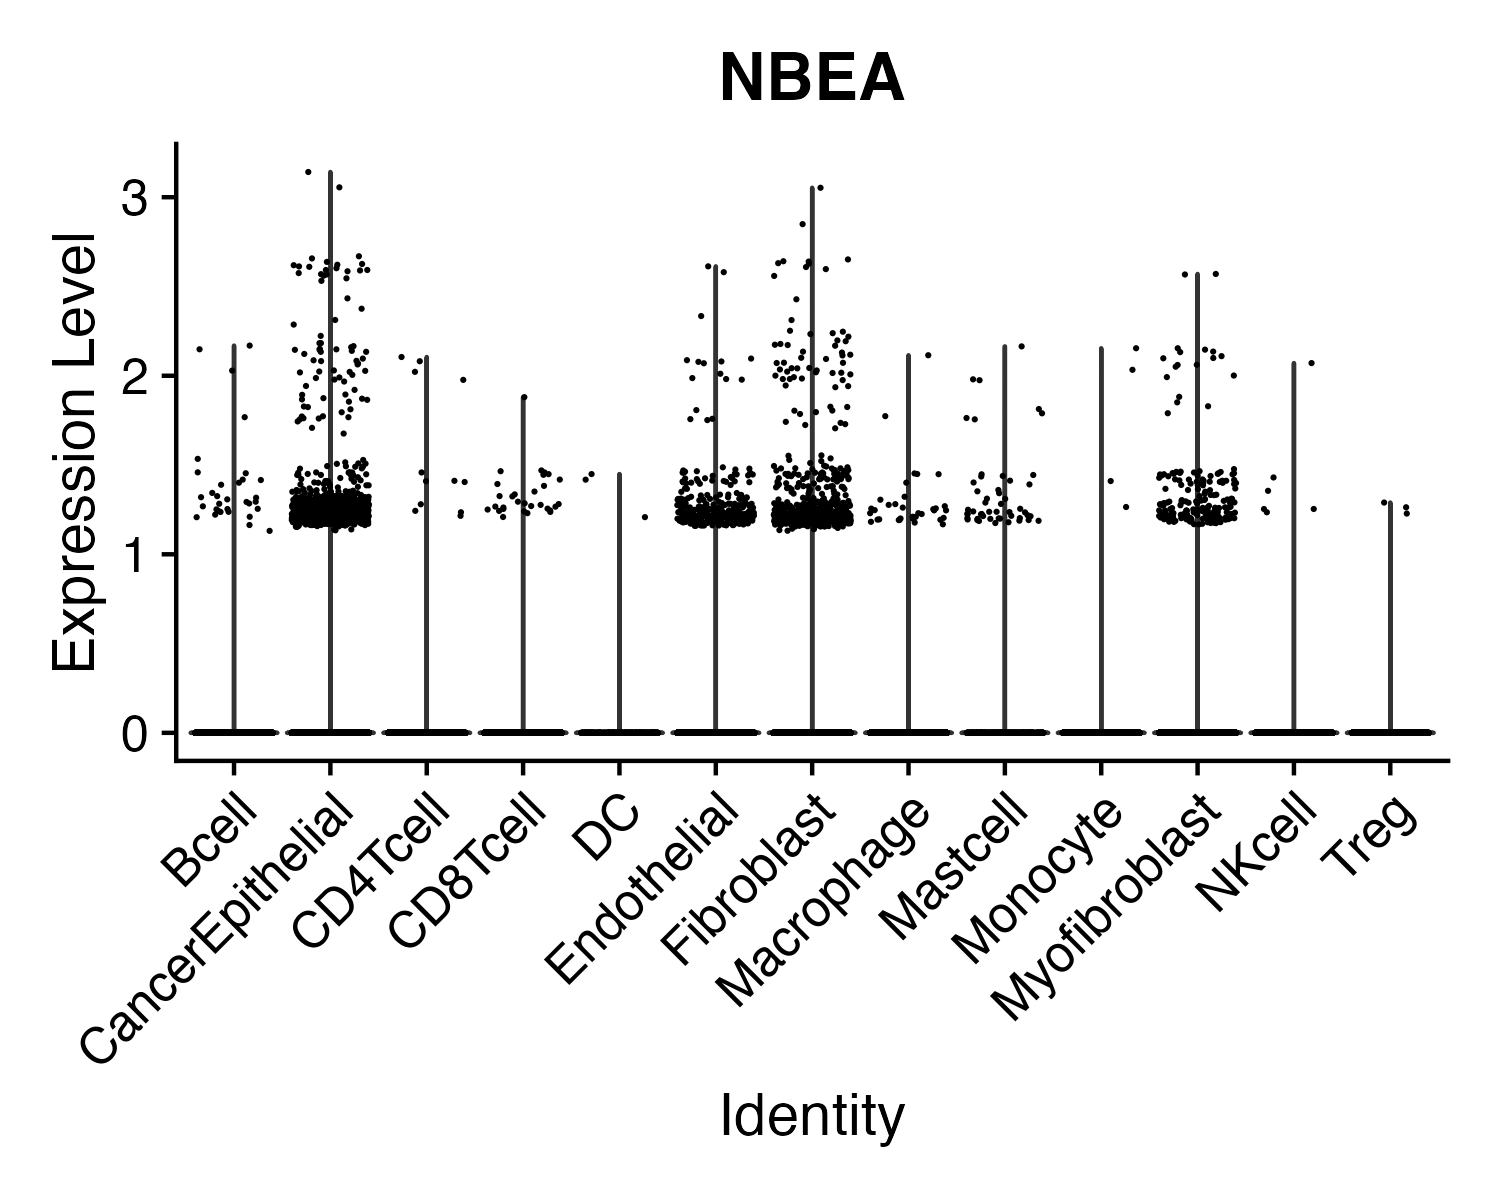 NBEA
Expression Level
3
2
1
0
Bcell
CancerEpithelial
CD4Tcell
CD8Tcell
DC
Endothelial
Fibroblast
Macrophage
Mastcell
Monocyte
Myofibroblast
NKcell
Treg
Identity